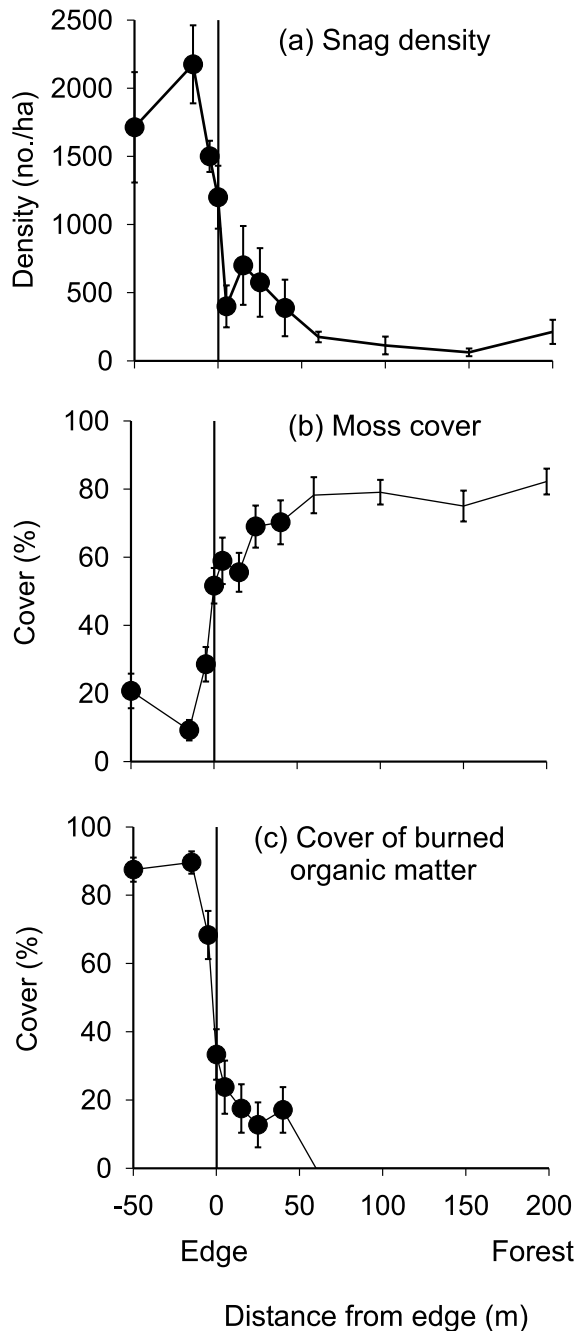 (a) Snag density
2500
2000
1500
1000
500
0
Density (no./ha)
(b) Moss cover
100
80
60
40
20
0
Cover (%)
(c) Cover of burned
organic matter
100
80
60
40
20
0
Cover (%)
-50 0 50 100 150 200
Edge Forest
Distance from edge (m)